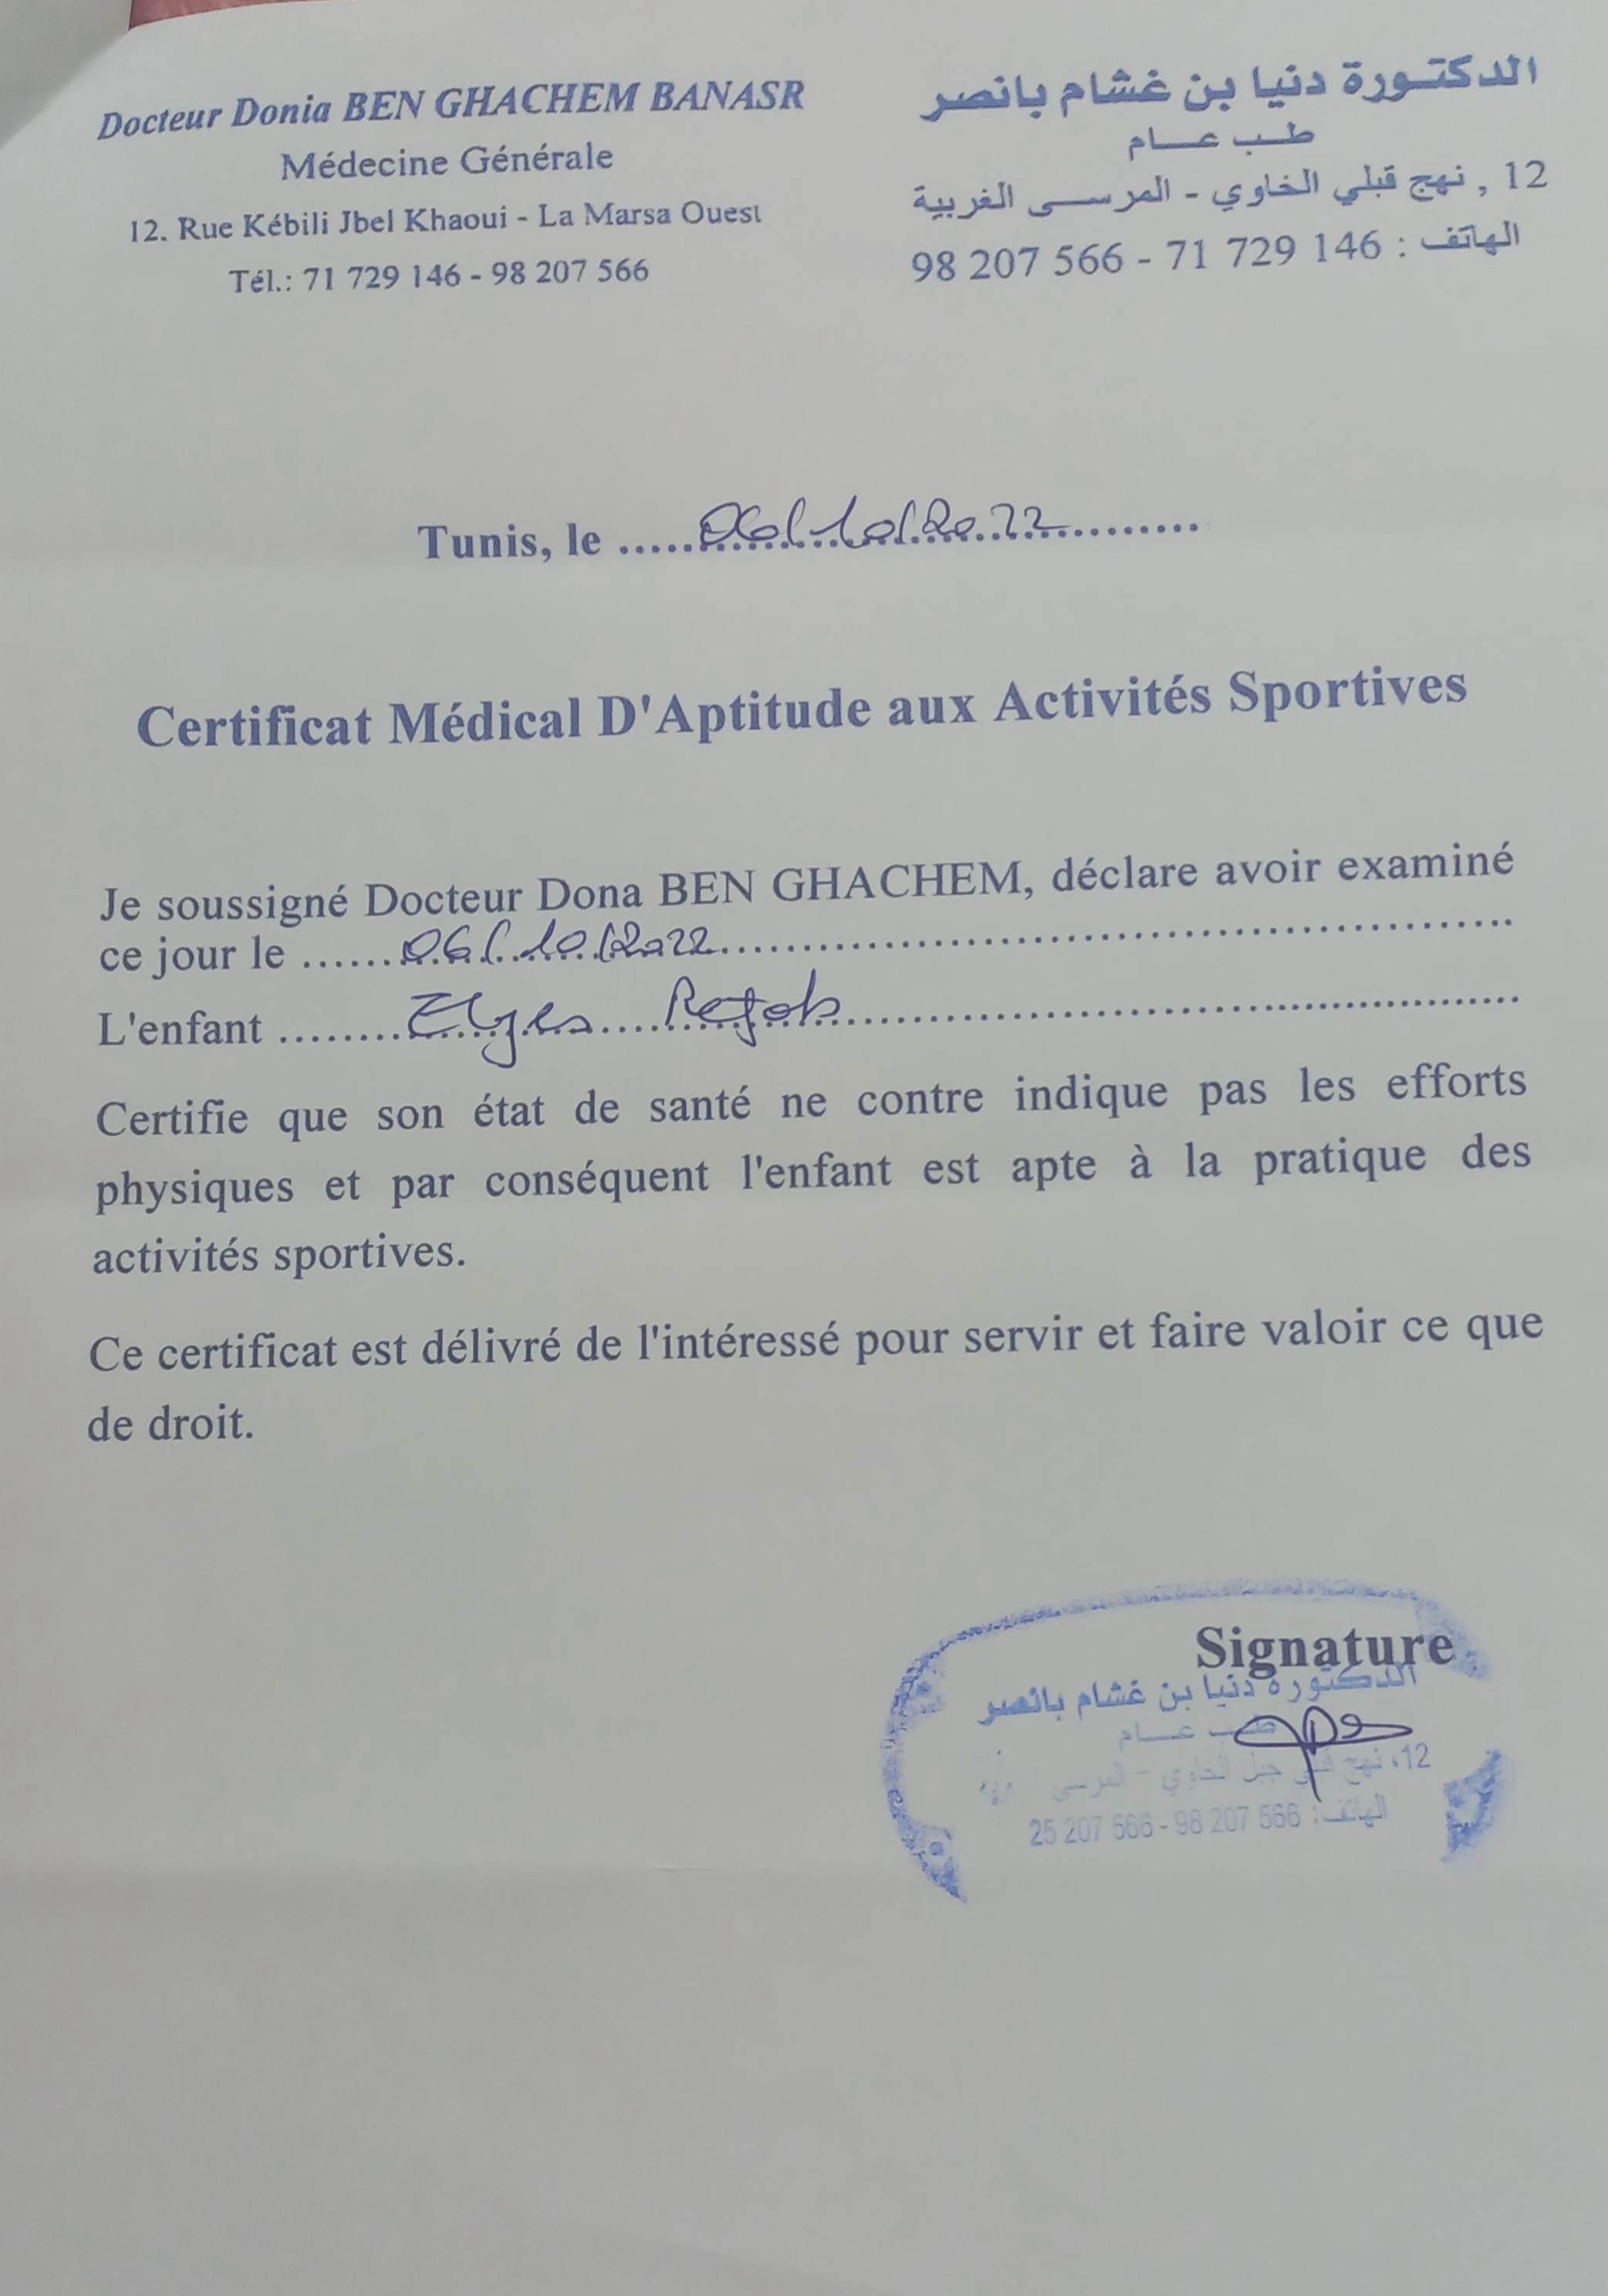 Docteur Donia BEN GHACHEM BANASR
Médecine Générale
12. Rue Kébili Jbel Khaoui - La Marsa Ouest
Tél.: 71 729 146 - 98 207 566
الدكتورة دنيا بن غشام بانصر
طب عام
12 , نهج قبلي الخاوي - المرسى الغربية
الهاتف : 146 729 71 - 566 207 98
Tunis, le ..... 06/10/2022 .........
Certificat Médical D'Aptitude aux Activités Sportives
Je soussigné Docteur Dona BEN GHACHEM, déclare avoir examiné
ce jour le ...... 06/10/2022 ......
L'enfant ........ Elyes Rejeb ......
Certifie que son état de santé ne contre indique pas les efforts
physiques et par conséquent l'enfant est apte à la pratique des
activités sportives.
Ce certificat est délivré de l'intéressé pour servir et faire valoir ce que
de droit.
Signature
الدكتورة دنيا بن غشام بانصر
طب عام
12، نهج جبل الخاوي - المرسى
الهاتف: 566 207 98 - 566 207 25